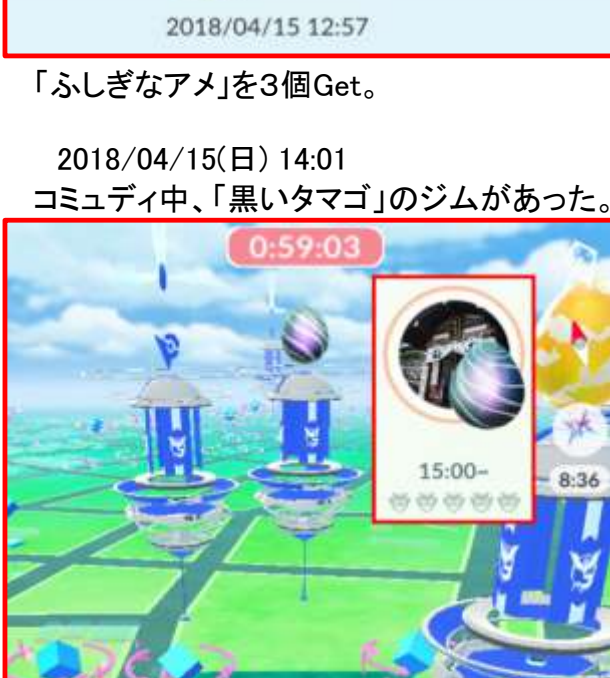 2018/04/15 12:57
「ふしぎなアメ」を3個Get。
2018/04/15(日) 14:01
コミュディ中、「黒いタマゴ」のジムがあった。
0:59:03
15:00~
8:36